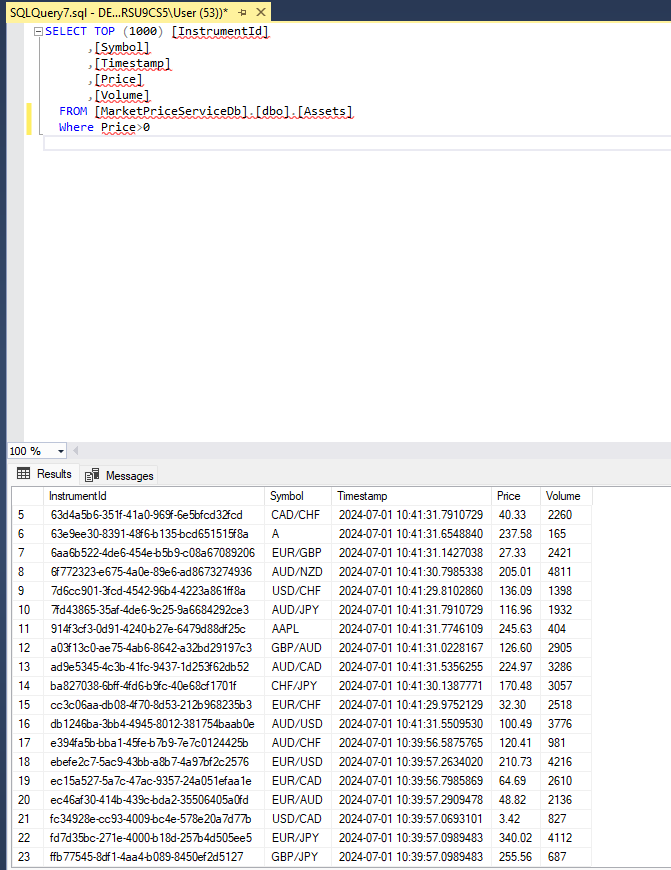 SQLQuery7.sql - DE...RSU9CS5\User (53))*
SELECT TOP (1000) [InstrumentId]
,[Symbol]
,[Timestamp]
,[Price]
,[Volume]
FROM [MarketPriceServiceDb].[dbo].[Assets]
Where Price>0
100 %
Results Messages
InstrumentId Symbol Timestamp Price Volume
5 63d4a5b6-351f-41a0-969f-6e5bfcd32fcd CAD/CHF 2024-07-01 10:41:31.7910729 40.33 2260
6 63e9ee30-8391-48f6-b135-bcd651515f8a A 2024-07-01 10:41:31.6548840 237.58 165
7 6aa6b522-4de6-454e-b5b9-c08a67089206 EUR/GBP 2024-07-01 10:41:31.1427038 27.33 2421
8 6f772323-e675-4a0e-89e6-ad8673274936 AUD/NZD 2024-07-01 10:41:30.7985338 205.01 4811
9 7d6cc901-3fcd-4542-96b4-4223a861ff8a USD/CHF 2024-07-01 10:41:29.8102860 136.09 1398
10 7fd43865-35af-4de6-9c25-9a6684292ce3 AUD/JPY 2024-07-01 10:41:31.7910729 116.96 1932
11 914f3cf3-0d91-4240-b27e-6479d88df25c AAPL 2024-07-01 10:41:31.7746109 245.63 404
12 a03f13c0-ae75-4ab6-8642-a32bd29197c3 GBP/AUD 2024-07-01 10:41:31.0228167 126.60 2905
13 ad9e5345-4c3b-41fc-9437-1d253f62db52 AUD/CAD 2024-07-01 10:41:31.5356255 224.97 3286
14 ba827038-6bff-4fd6-b9fc-40e68cf1701f CHF/JPY 2024-07-01 10:41:30.1387771 170.48 3057
15 cc3c06aa-db08-4f70-8d53-212b968235b3 EUR/CHF 2024-07-01 10:41:29.9752129 32.30 2518
16 db1246ba-3bb4-4945-8012-381754baab0e AUD/USD 2024-07-01 10:41:31.5509530 100.49 3776
17 e394fa5b-bba1-45fe-b7b9-7e7c0124425b AUD/CHF 2024-07-01 10:39:56.5875765 120.41 981
18 ebefe2c7-5ac9-43bb-a8b7-4a97bf2c2576 EUR/USD 2024-07-01 10:39:57.2634020 210.73 4216
19 ec15a527-5a7c-47ac-9357-24a051efaa1e EUR/CAD 2024-07-01 10:39:56.7985869 64.69 2610
20 ec46af30-414b-439c-bda2-35506405a0fd EUR/AUD 2024-07-01 10:39:57.2909478 48.82 2136
21 fc34928e-cc93-4009-bc4e-578e20a7d77b USD/CAD 2024-07-01 10:39:57.0693101 3.42 827
22 fd7d35bc-271e-4000-b18d-257b4d505ee5 EUR/JPY 2024-07-01 10:39:57.0989483 340.02 4112
23 ffb77545-8df1-4aa4-b089-8450ef2d5127 GBP/JPY 2024-07-01 10:39:57.0989483 255.56 687